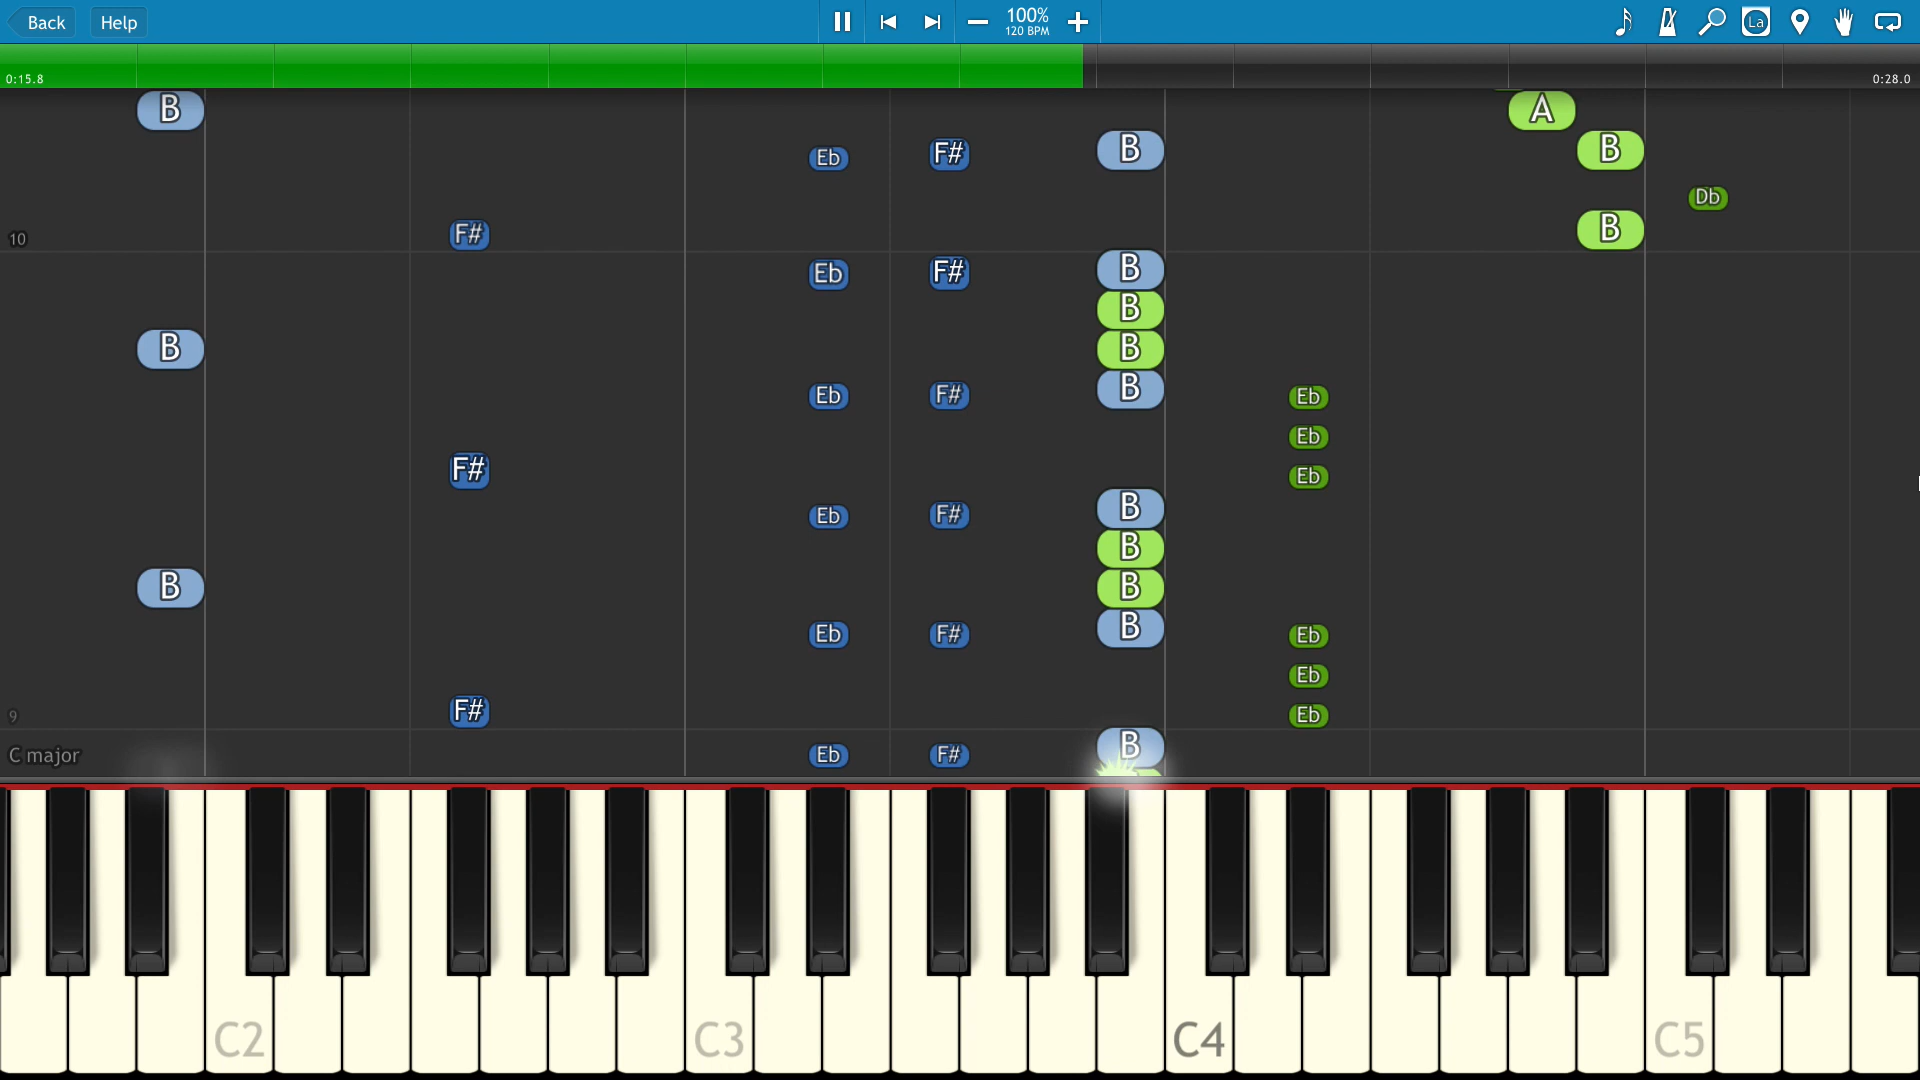 Back Help 100% La
120 BPM
0:15.8 0:28.0
B A
Eb F# B B
Db
10 F# B
Eb F# B
B
B B
Eb F# B Eb
Eb
F# Eb
Eb F# B
B
B B
Eb F# B Eb
Eb
9 F# Eb
C major Eb F# B
C2 C3 C4 C5